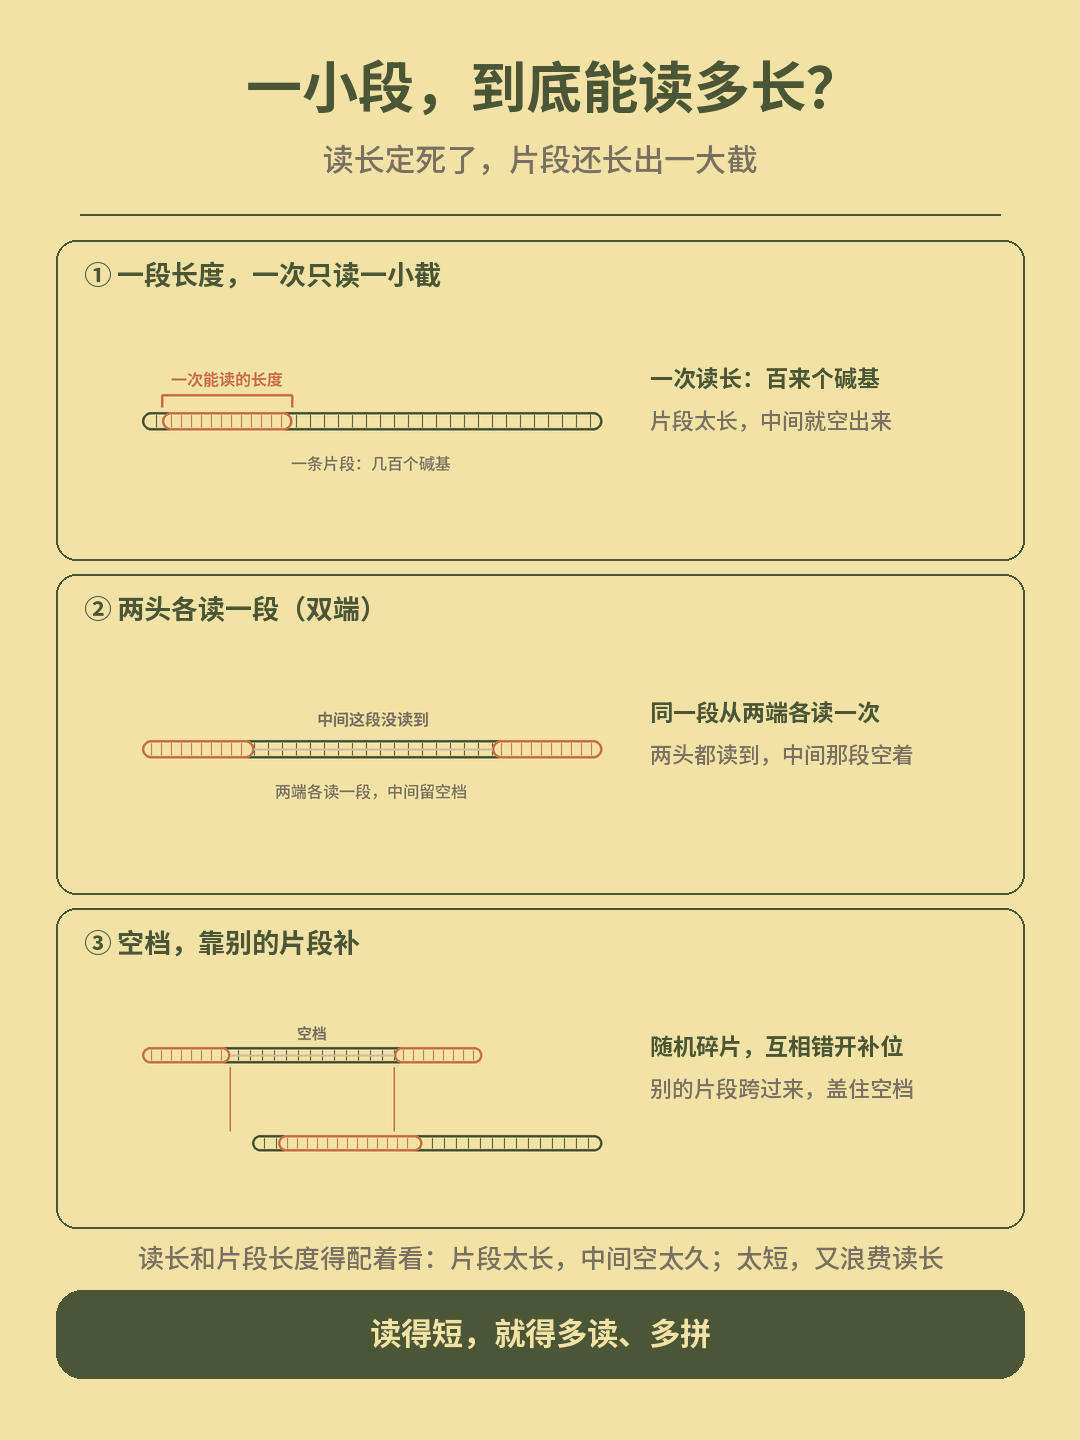 一小段，到底能读多长？
读长定死了，片段还长出一大截
① 一段长度，一次只读一小截
一次能读的长度
一条片段：几百个碱基
一次读长：百来个碱基
片段太长，中间就空出来
② 两头各读一段（双端）
中间这段没读到
两端各读一段，中间留空档
同一段从两端各读一次
两头都读到，中间那段空着
③ 空档，靠别的片段补
空档
随机碎片，互相错开补位
别的片段跨过来，盖住空档
读长和片段长度得配着看：片段太长，中间空太久；太短，又浪费读长
读得短，就得多读、多拼